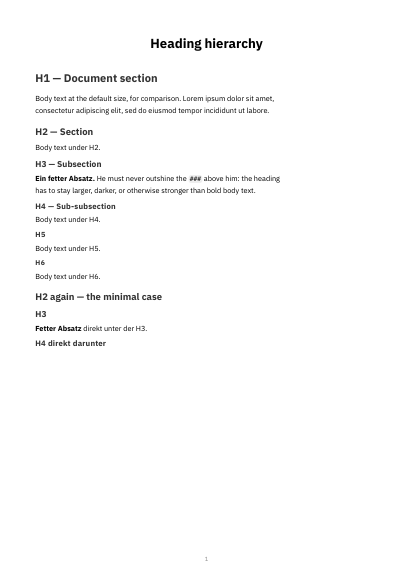 Heading hierarchy
H1 — Document section
Body text at the default size, for comparison. Lorem ipsum dolor sit amet,
consectetur adipiscing elit, sed do eiusmod tempor incididunt ut labore.
H2 — Section
Body text under H2.
H3 — Subsection
Ein fetter Absatz. He must never outshine the ### above him: the heading
has to stay larger, darker, or otherwise stronger than bold body text.
H4 — Sub-subsection
Body text under H4.
H5
Body text under H5.
H6
Body text under H6.
H2 again — the minimal case
H3
Fetter Absatz direkt unter der H3.
H4 direkt darunter
1